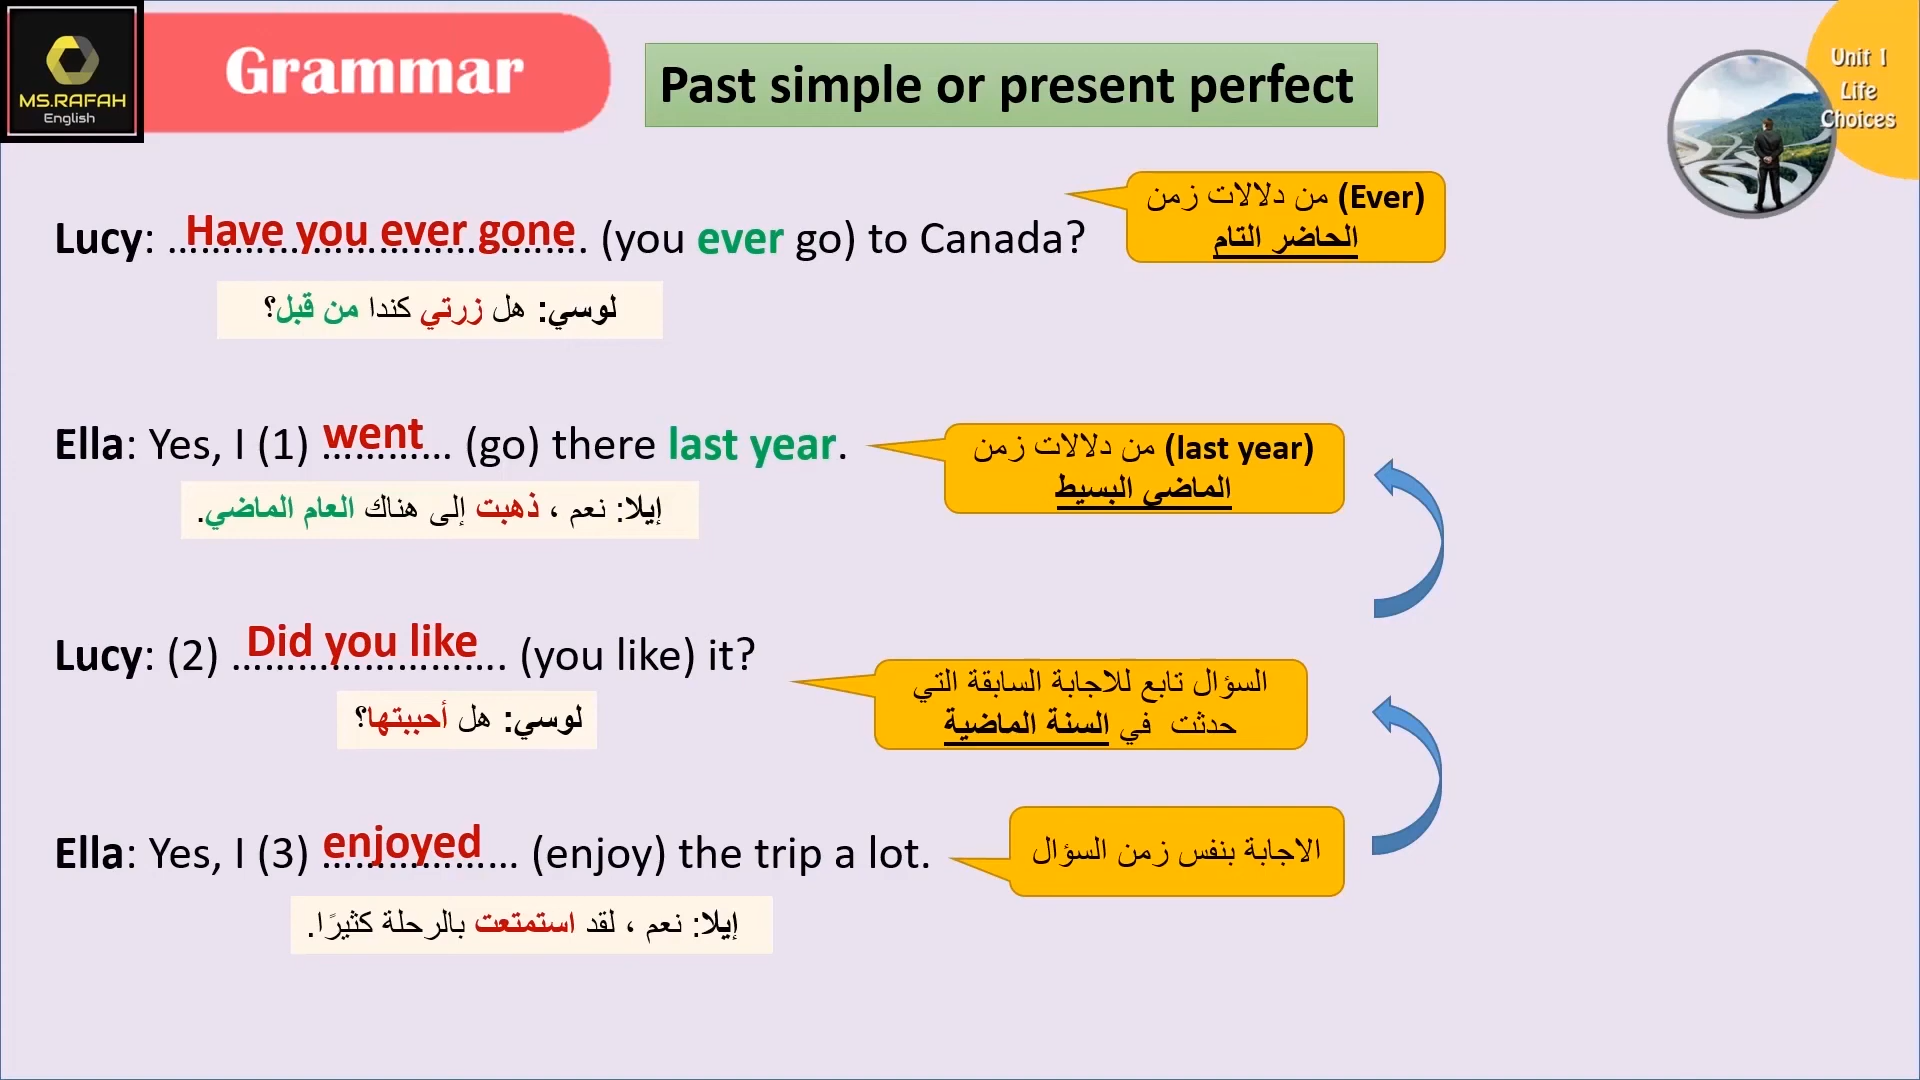 MS.RAFAH
English
Grammar
Past simple or present perfect
Unit 1
Life
Choices
(Ever) من دلالات زمن
الحاضر التام
Lucy: ....Have you ever gone.... (you ever go) to Canada?
لوسي: هل زرتي كندا من قبل؟
Ella: Yes, I (1) ....went.... (go) there last year.
(last year) من دلالات زمن
الماضي البسيط
إيلا: نعم ، ذهبت إلى هناك العام الماضي.
Lucy: (2) ....Did you like.... (you like) it?
السؤال تابع للاجابة السابقة التي
حدثت في السنة الماضية
لوسي: هل أحببتها؟
Ella: Yes, I (3) ....enjoyed.... (enjoy) the trip a lot.
الاجابة بنفس زمن السؤال
إيلا: نعم ، لقد استمتعت بالرحلة كثيرًا.